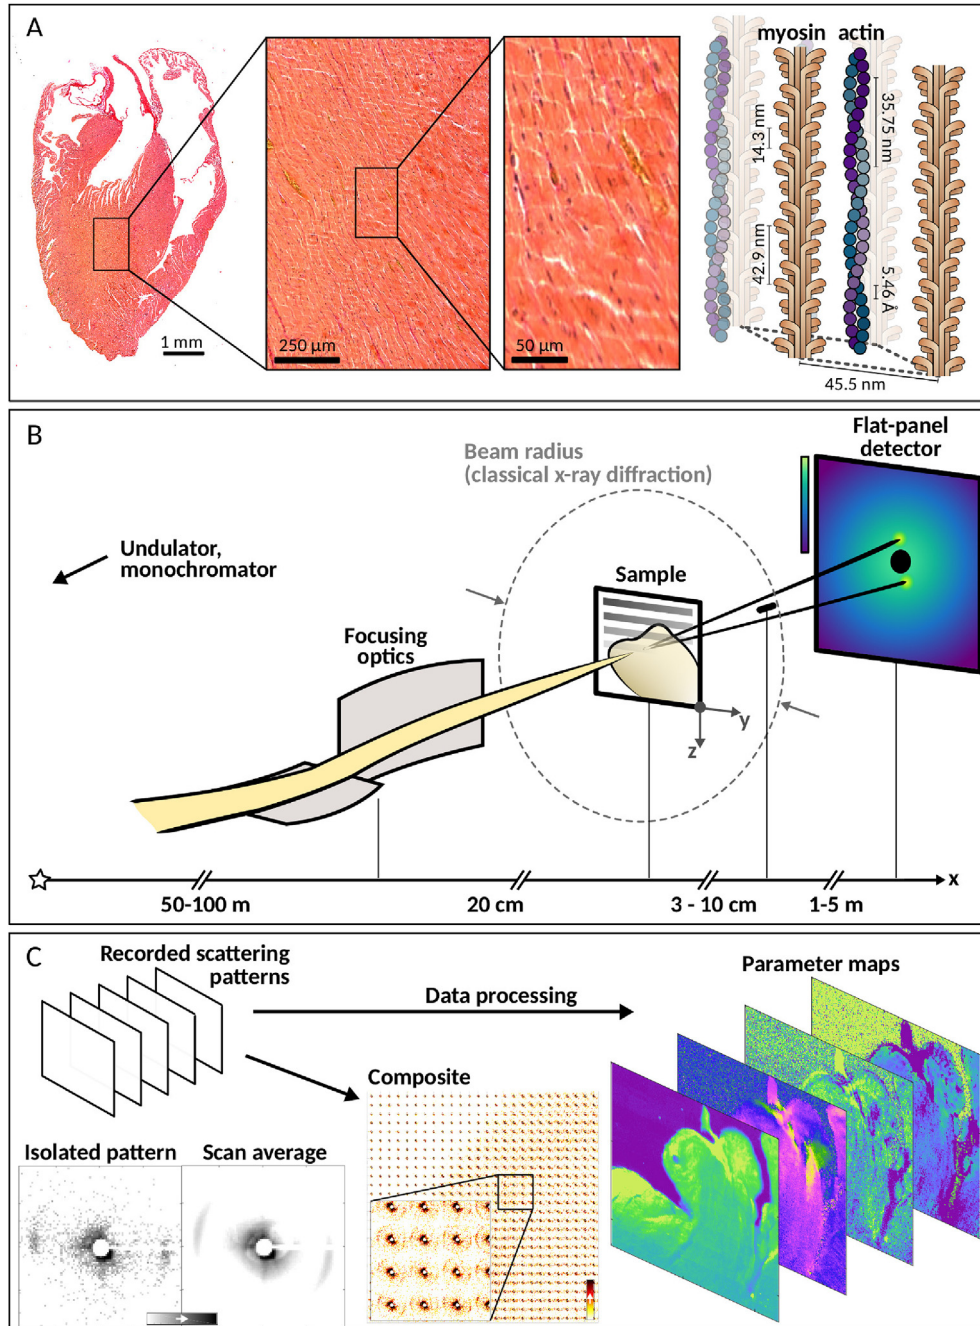 A
myosin actin
14.3 nm
35.75 nm
42.9 nm
5.46 Å
1 mm
250 µm
50 µm
45.5 nm
B
Flat-panel
detector
Beam radius
(classical x-ray diffraction)
Undulator,
monochromator
Sample
Focusing
optics
y
z
x
50-100 m
20 cm
3 - 10 cm
1-5 m
C
Recorded scattering
patterns
Data processing
Parameter maps
Composite
Isolated pattern
Scan average